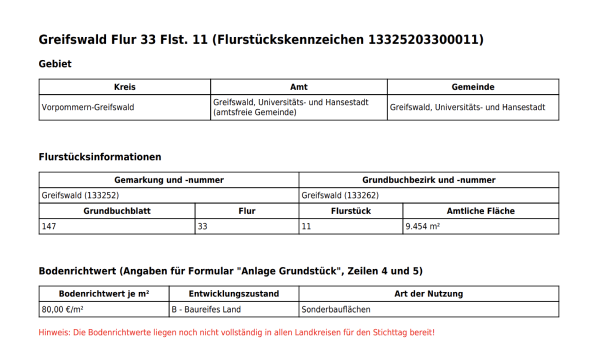 Greifswald Flur 33 Flst. 11 (Flurstückskennzeichen 13325203300011)
Gebiet
Kreis Amt Gemeinde
Vorpommern-Greifswald Greifswald, Universitäts- und Hansestadt (amtsfreie Gemeinde) Greifswald, Universitäts- und Hansestadt
Flurstücksinformationen
Gemarkung und -nummer Grundbuchbezirk und -nummer
Greifswald (133252) Greifswald (133262)
Grundbuchblatt Flur Flurstück Amtliche Fläche
147 33 11 9.454 m²
Bodenrichtwert (Angaben für Formular "Anlage Grundstück", Zeilen 4 und 5)
Bodenrichtwert je m² Entwicklungszustand Art der Nutzung
80,00 €/m² B - Baureifes Land Sonderbauflächen
Hinweis: Die Bodenrichtwerte liegen noch nicht vollständig in allen Landkreisen für den Stichttag bereit!